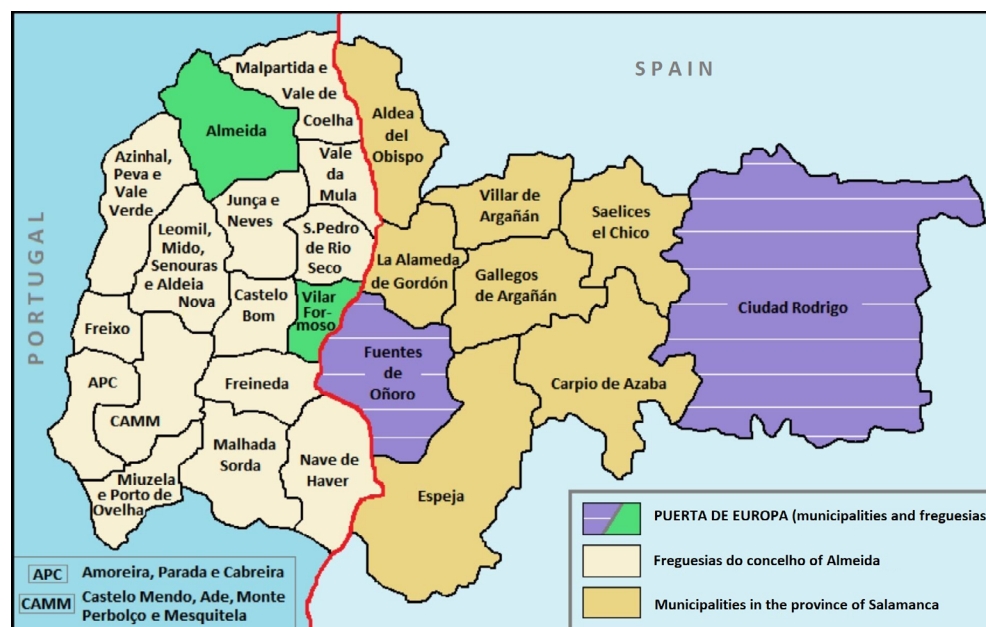 SPAIN
PORTUGAL
Malpartida e
Vale de
Coelha
Almeida
Aldea
del
Obispo
Azinhal,
Peva e
Vale
Verde
Vale
da
Mula
Junça e
Neves
Villar de
Argañán
Saelices
el Chico
Leomil,
Mido,
Senouras
e Aldeia
Nova
S.Pedro
de Rio
Seco
La Alameda
de Gordón
Gallegos
de Argañán
Ciudad Rodrigo
Castelo
Bom
Vilar
For-
moso
Freixo
Fuentes
de
Oñoro
APC
Freineda
Carpio de Azaba
CAMM
Malhada
Sorda
Nave de
Haver
Miuzela
e Porto de
Ovelha
Espeja
PUERTA DE EUROPA (municipalities and freguesias
Freguesias do concelho of Almeida
Municipalities in the province of Salamanca
APC Amoreira, Parada e Cabreira
CAMM Castelo Mendo, Ade, Monte
Perbolço e Mesquitela